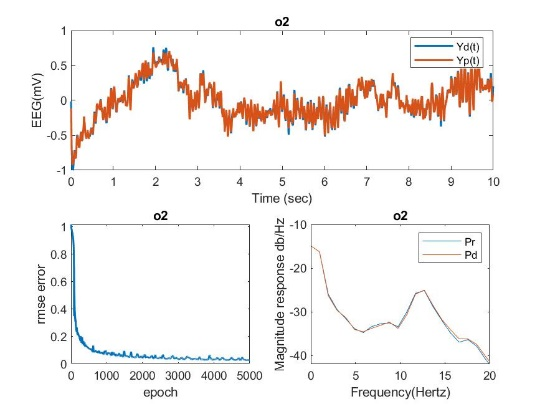 o2
1
0.5
0
-0.5
-1
EEG(mV)
Yd(t)
Yp(t)
0 1 2 3 4 5 6 7 8 9 10
Time (sec)
o2
1
0.8
0.6
0.4
0.2
0
rmse error
0 1000 2000 3000 4000 5000
epoch
o2
-10
-20
-30
-40
Magnitude response db/Hz
Pr
Pd
0 5 10 15 20
Frequency(Hertz)